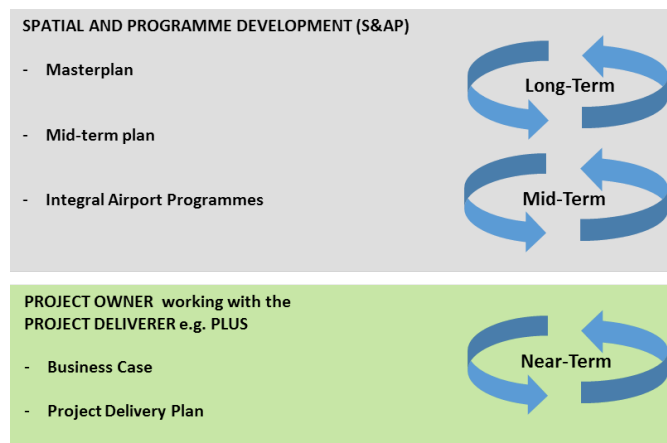 SPATIAL AND PROGRAMME DEVELOPMENT (S&AP)
- Masterplan
Long-Term
- Mid-term plan
- Integral Airport Programmes
Mid-Term
PROJECT OWNER working with the
PROJECT DELIVERER e.g. PLUS
- Business Case
Near-Term
- Project Delivery Plan